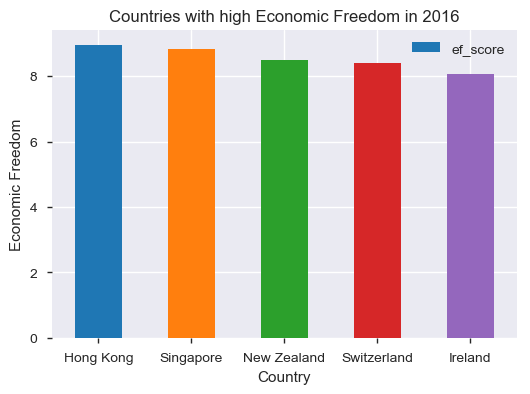 Countries with high Economic Freedom in 2016
ef_score
Economic Freedom
8
6
4
2
0
Hong Kong Singapore New Zealand Switzerland Ireland
Country